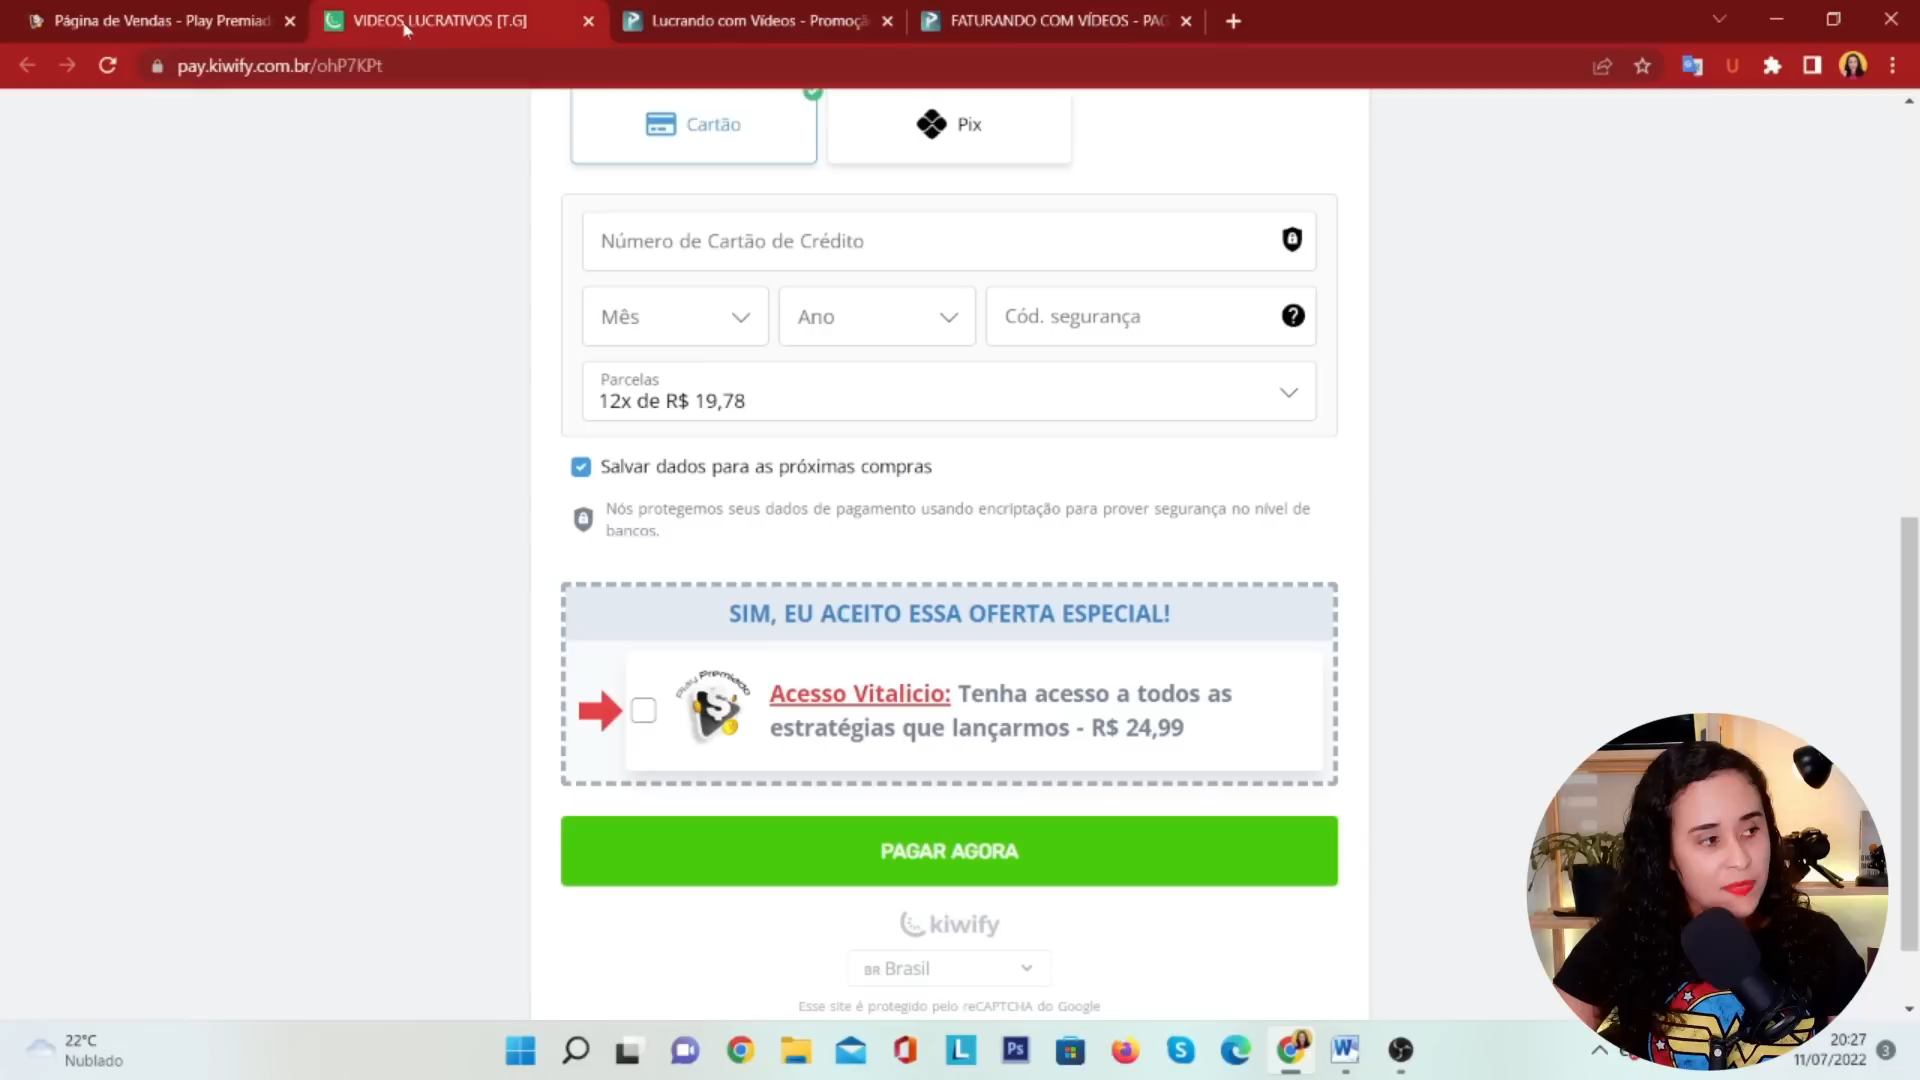 Página de Vendas - Play Premiad
VIDEOS LUCRATIVOS [T.G]
Lucrando com Vídeos - Promoçã
FATURANDO COM VÍDEOS - PAG
pay.kiwify.com.br/ohP7KPt
Cartão
Pix
Número de Cartão de Crédito
Mês
Ano
Cód. segurança
Parcelas
12x de R$ 19,78
Salvar dados para as próximas compras
Nós protegemos seus dados de pagamento usando encriptação para prover segurança no nível de
bancos.
SIM, EU ACEITO ESSA OFERTA ESPECIAL!
Play Premiado
Acesso Vitalicio: Tenha acesso a todos as
estratégias que lançarmos - R$ 24,99
PAGAR AGORA
kiwify
BR Brasil
Esse site é protegido pelo reCAPTCHA do Google
22°C
Nublado
20:27
11/07/2022
3